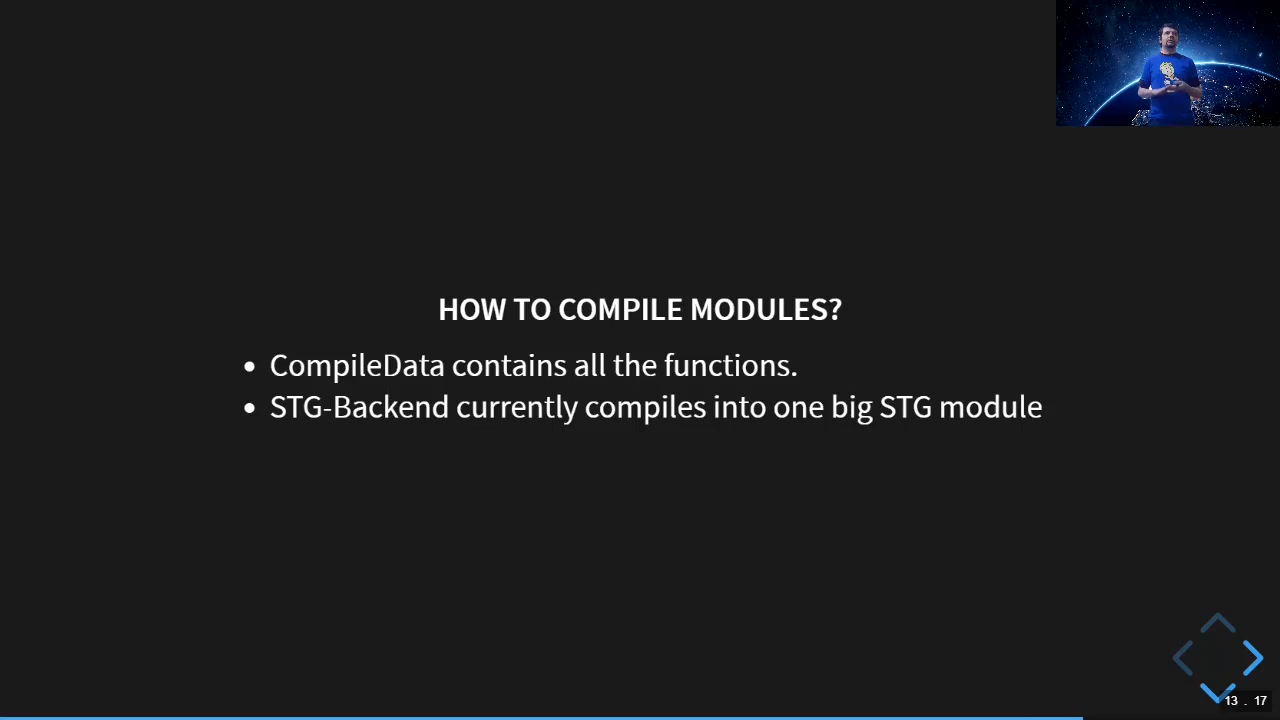 HOW TO COMPILE MODULES?
• CompileData contains all the functions.
• STG-Backend currently compiles into one big STG module
13 . 17